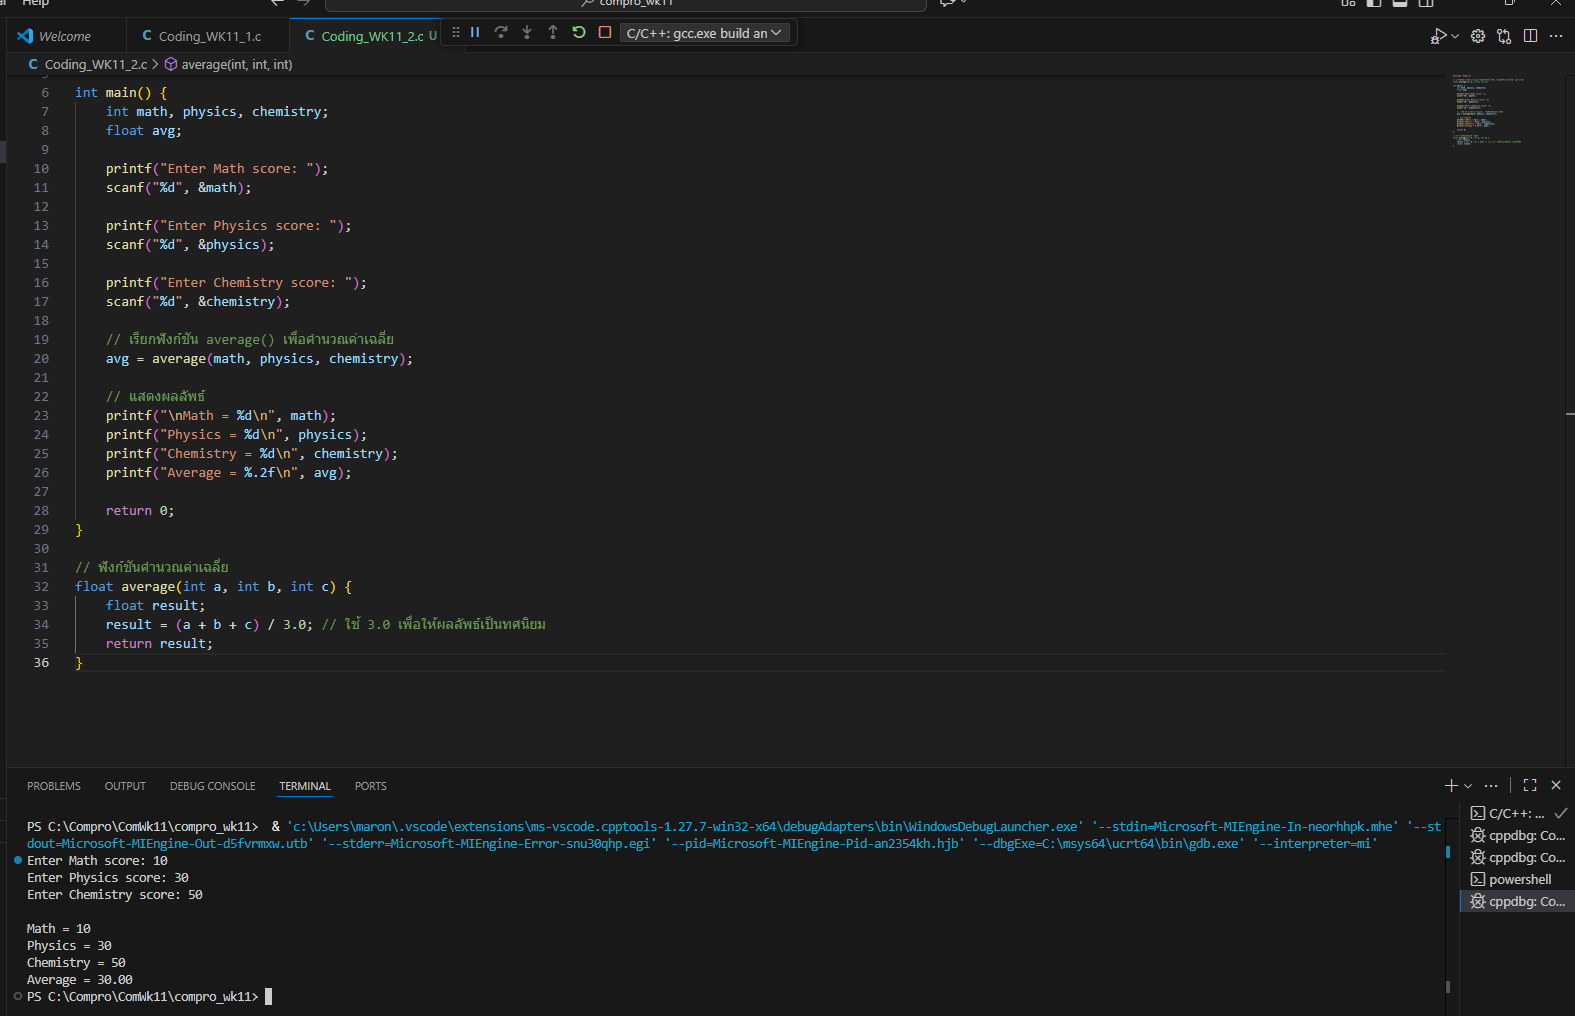 Help
compro_wk11
Welcome
Coding_WK11_1.c
Coding_WK11_2.c U
C/C++: gcc.exe build an
C Coding_WK11_2.c > average(int, int, int)
6 int main() {
7 int math, physics, chemistry;
8 float avg;
9
10 printf("Enter Math score: ");
11 scanf("%d", &math);
12
13 printf("Enter Physics score: ");
14 scanf("%d", &physics);
15
16 printf("Enter Chemistry score: ");
17 scanf("%d", &chemistry);
18
19 // เรียกฟังก์ชัน average() เพื่อคำนวณค่าเฉลี่ย
20 avg = average(math, physics, chemistry);
21
22 // แสดงผลลัพธ์
23 printf("\nMath = %d\n", math);
24 printf("Physics = %d\n", physics);
25 printf("Chemistry = %d\n", chemistry);
26 printf("Average = %.2f\n", avg);
27
28 return 0;
29 }
30
31 // ฟังก์ชันคำนวณค่าเฉลี่ย
32 float average(int a, int b, int c) {
33 float result;
34 result = (a + b + c) / 3.0; // ใช้ 3.0 เพื่อให้ผลลัพธ์เป็นทศนิยม
35 return result;
36 }
PROBLEMS OUTPUT DEBUG CONSOLE TERMINAL PORTS
PS C:\Compro\ComWk11\compro_wk11> & 'c:\Users\maron\.vscode\extensions\ms-vscode.cpptools-1.27.7-win32-x64\debugAdapters\bin\WindowsDebugLauncher.exe' '--stdin=Microsoft-MIEngine-In-neorhhpk.mhe' '--st
dout=Microsoft-MIEngine-Out-d5fvrmxw.utb' '--stderr=Microsoft-MIEngine-Error-snu30qhp.egi' '--pid=Microsoft-MIEngine-Pid-an2354kh.hjb' '--dbgExe=C:\msys64\ucrt64\bin\gdb.exe' '--interpreter=mi'
Enter Math score: 10
Enter Physics score: 30
Enter Chemistry score: 50
Math = 10
Physics = 30
Chemistry = 50
Average = 30.00
PS C:\Compro\ComWk11\compro_wk11>
C/C++: ...
cppdbg: Co...
cppdbg: Co...
powershell
cppdbg: Co...